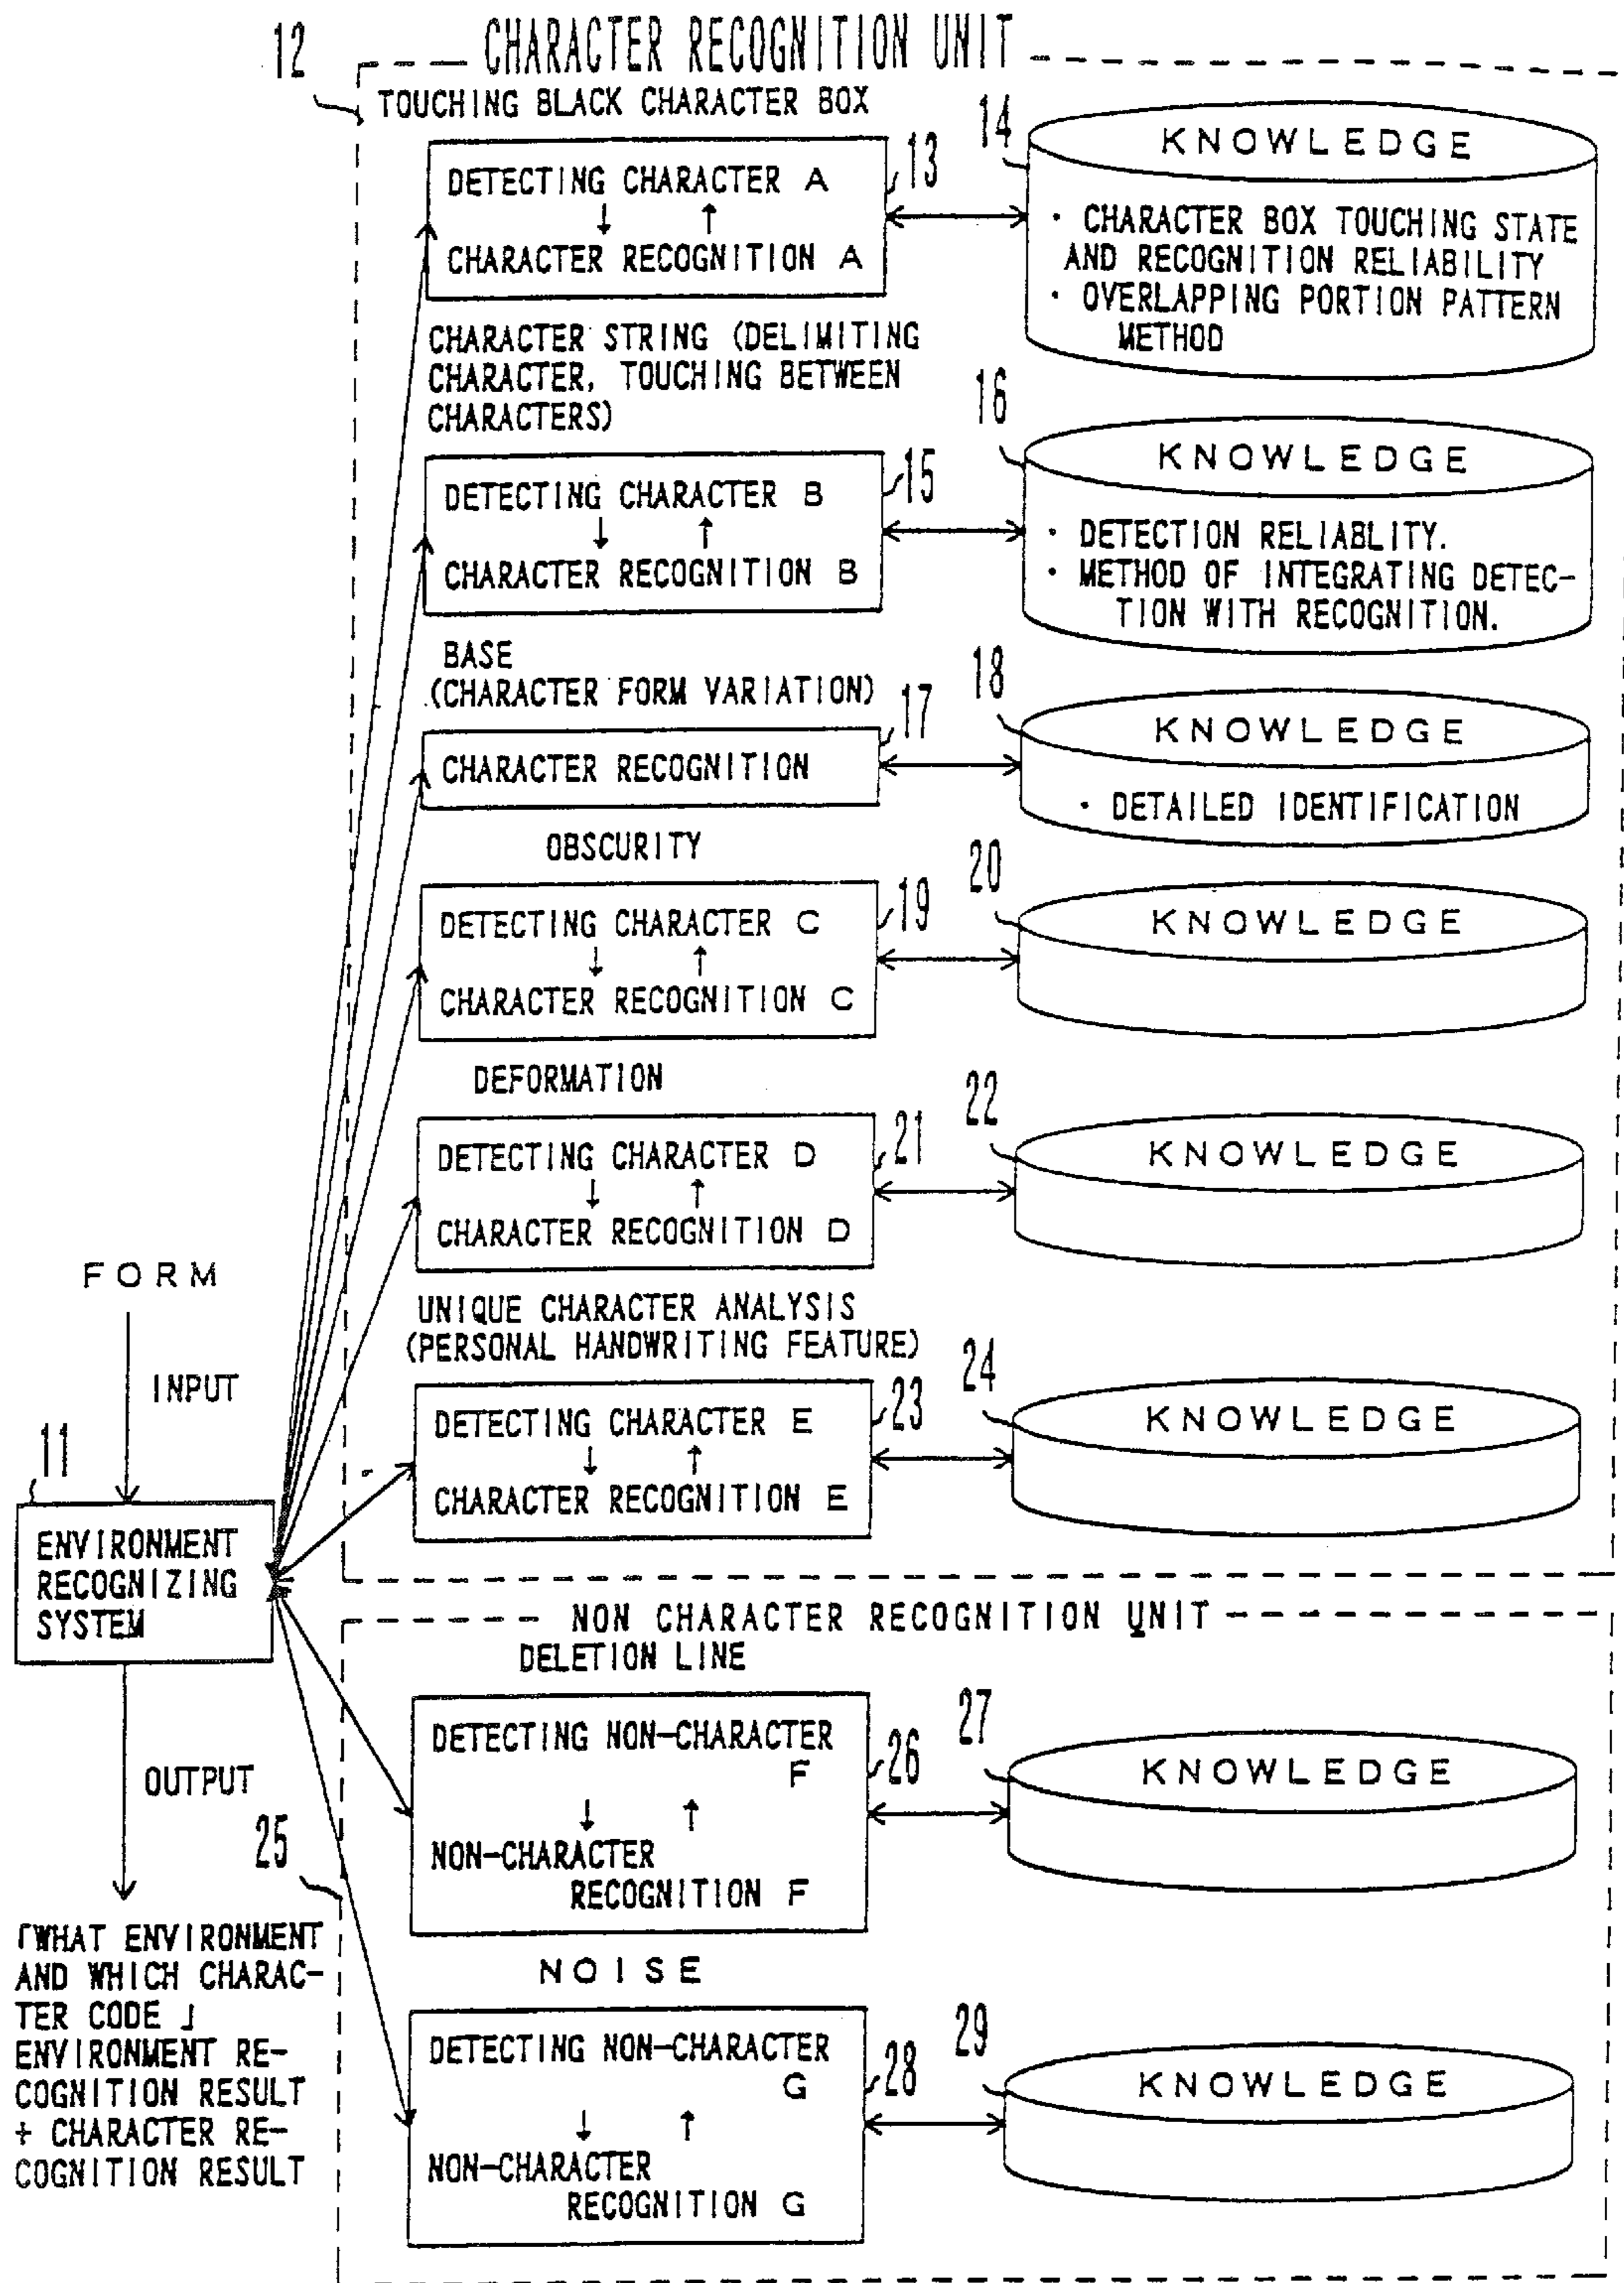 12
CHARACTER RECOGNITION UNIT
TOUCHING BLACK CHARACTER BOX
DETECTING CHARACTER A
↓ ↑
CHARACTER RECOGNITION A
13
14
KNOWLEDGE
· CHARACTER BOX TOUCHING STATE
AND RECOGNITION RELIABILITY
· OVERLAPPING PORTION PATTERN
METHOD
CHARACTER STRING (DELIMITING
CHARACTER, TOUCHING BETWEEN
CHARACTERS)
DETECTING CHARACTER B
↓ ↑
CHARACTER RECOGNITION B
15
16
KNOWLEDGE
· DETECTION RELIABLITY.
· METHOD OF INTEGRATING DETEC-
TION WITH RECOGNITION.
BASE
(CHARACTER FORM VARIATION)
CHARACTER RECOGNITION
17
18
KNOWLEDGE
· DETAILED IDENTIFICATION
OBSCURITY
DETECTING CHARACTER C
↓ ↑
CHARACTER RECOGNITION C
19
20
KNOWLEDGE
DEFORMATION
DETECTING CHARACTER D
↓ ↑
CHARACTER RECOGNITION D
21
22
KNOWLEDGE
UNIQUE CHARACTER ANALYSIS
(PERSONAL HANDWRITING FEATURE)
DETECTING CHARACTER E
↓ ↑
CHARACTER RECOGNITION E
23
24
KNOWLEDGE
FORM
INPUT
11
ENVIRONMENT
RECOGNIZING
SYSTEM
OUTPUT
「WHAT ENVIRONMENT
AND WHICH CHARAC-
TER CODE」
ENVIRONMENT RE-
COGNITION RESULT
+ CHARACTER RE-
COGNITION RESULT
25
NON CHARACTER RECOGNITION UNIT
DELETION LINE
DETECTING NON-CHARACTER
F
↓ ↑
NON-CHARACTER
RECOGNITION F
26
27
KNOWLEDGE
NOISE
DETECTING NON-CHARACTER
G
↓ ↑
NON-CHARACTER
RECOGNITION G
28
29
KNOWLEDGE